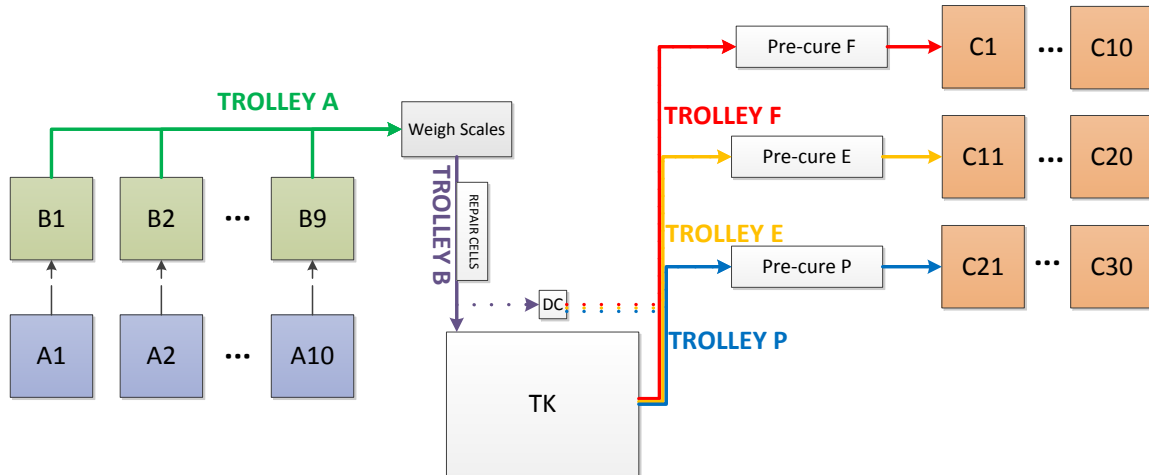 TROLLEY A
Weigh Scales
B1
B2
...
B9
A1
A2
...
A10
TROLLEY B
REPAIR CELLS
DC
TK
TROLLEY F
Pre-cure F
C1
...
C10
TROLLEY E
Pre-cure E
C11
...
C20
TROLLEY P
Pre-cure P
C21
...
C30